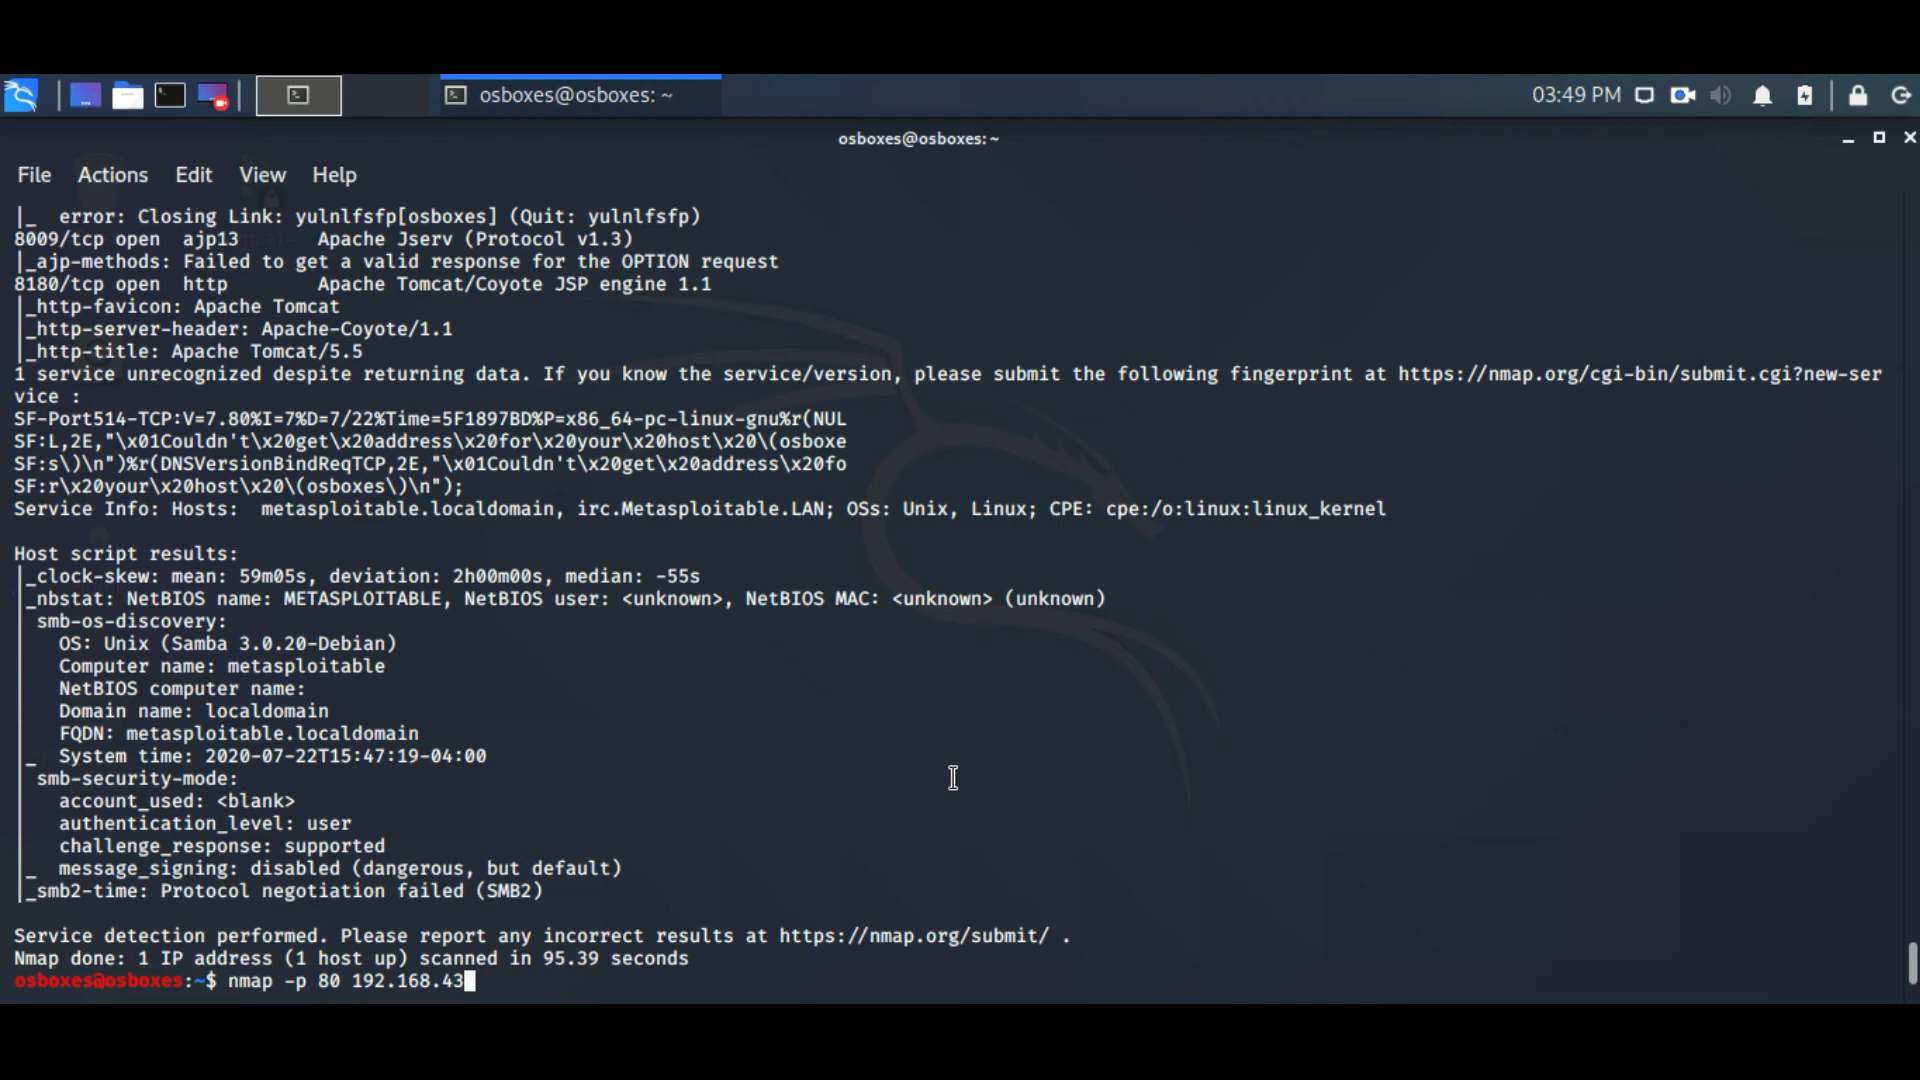 osboxes@osboxes: ~
03:49 PM
osboxes@osboxes: ~
File Actions Edit View Help
|_  error: Closing Link: yulnlfsfp[osboxes] (Quit: yulnlfsfp)
8009/tcp open  ajp13       Apache Jserv (Protocol v1.3)
|_ajp-methods: Failed to get a valid response for the OPTION request
8180/tcp open  http        Apache Tomcat/Coyote JSP engine 1.1
|_http-favicon: Apache Tomcat
|_http-server-header: Apache-Coyote/1.1
|_http-title: Apache Tomcat/5.5
1 service unrecognized despite returning data. If you know the service/version, please submit the following fingerprint at https://nmap.org/cgi-bin/submit.cgi?new-ser
vice :
SF-Port514-TCP:V=7.80%I=7%D=7/22%Time=5F1897BD%P=x86_64-pc-linux-gnu%r(NUL
SF:L,2E,"\x01Couldn't\x20get\x20address\x20for\x20your\x20host\x20\(osboxe
SF:s\)\n")%r(DNSVersionBindReqTCP,2E,"\x01Couldn't\x20get\x20address\x20fo
SF:r\x20your\x20host\x20\(osboxes\)\n");
Service Info: Hosts:  metasploitable.localdomain, irc.Metasploitable.LAN; OSs: Unix, Linux; CPE: cpe:/o:linux:linux_kernel
Host script results:
|_clock-skew: mean: 59m05s, deviation: 2h00m00s, median: -55s
|_nbstat: NetBIOS name: METASPLOITABLE, NetBIOS user: <unknown>, NetBIOS MAC: <unknown> (unknown)
| smb-os-discovery:
|   OS: Unix (Samba 3.0.20-Debian)
|   Computer name: metasploitable
|   NetBIOS computer name:
|   Domain name: localdomain
|   FQDN: metasploitable.localdomain
|_  System time: 2020-07-22T15:47:19-04:00
| smb-security-mode:
|   account_used: <blank>
|   authentication_level: user
|   challenge_response: supported
|_  message_signing: disabled (dangerous, but default)
|_smb2-time: Protocol negotiation failed (SMB2)
Service detection performed. Please report any incorrect results at https://nmap.org/submit/ .
Nmap done: 1 IP address (1 host up) scanned in 95.39 seconds
osboxes@osboxes:~$ nmap -p 80 192.168.43